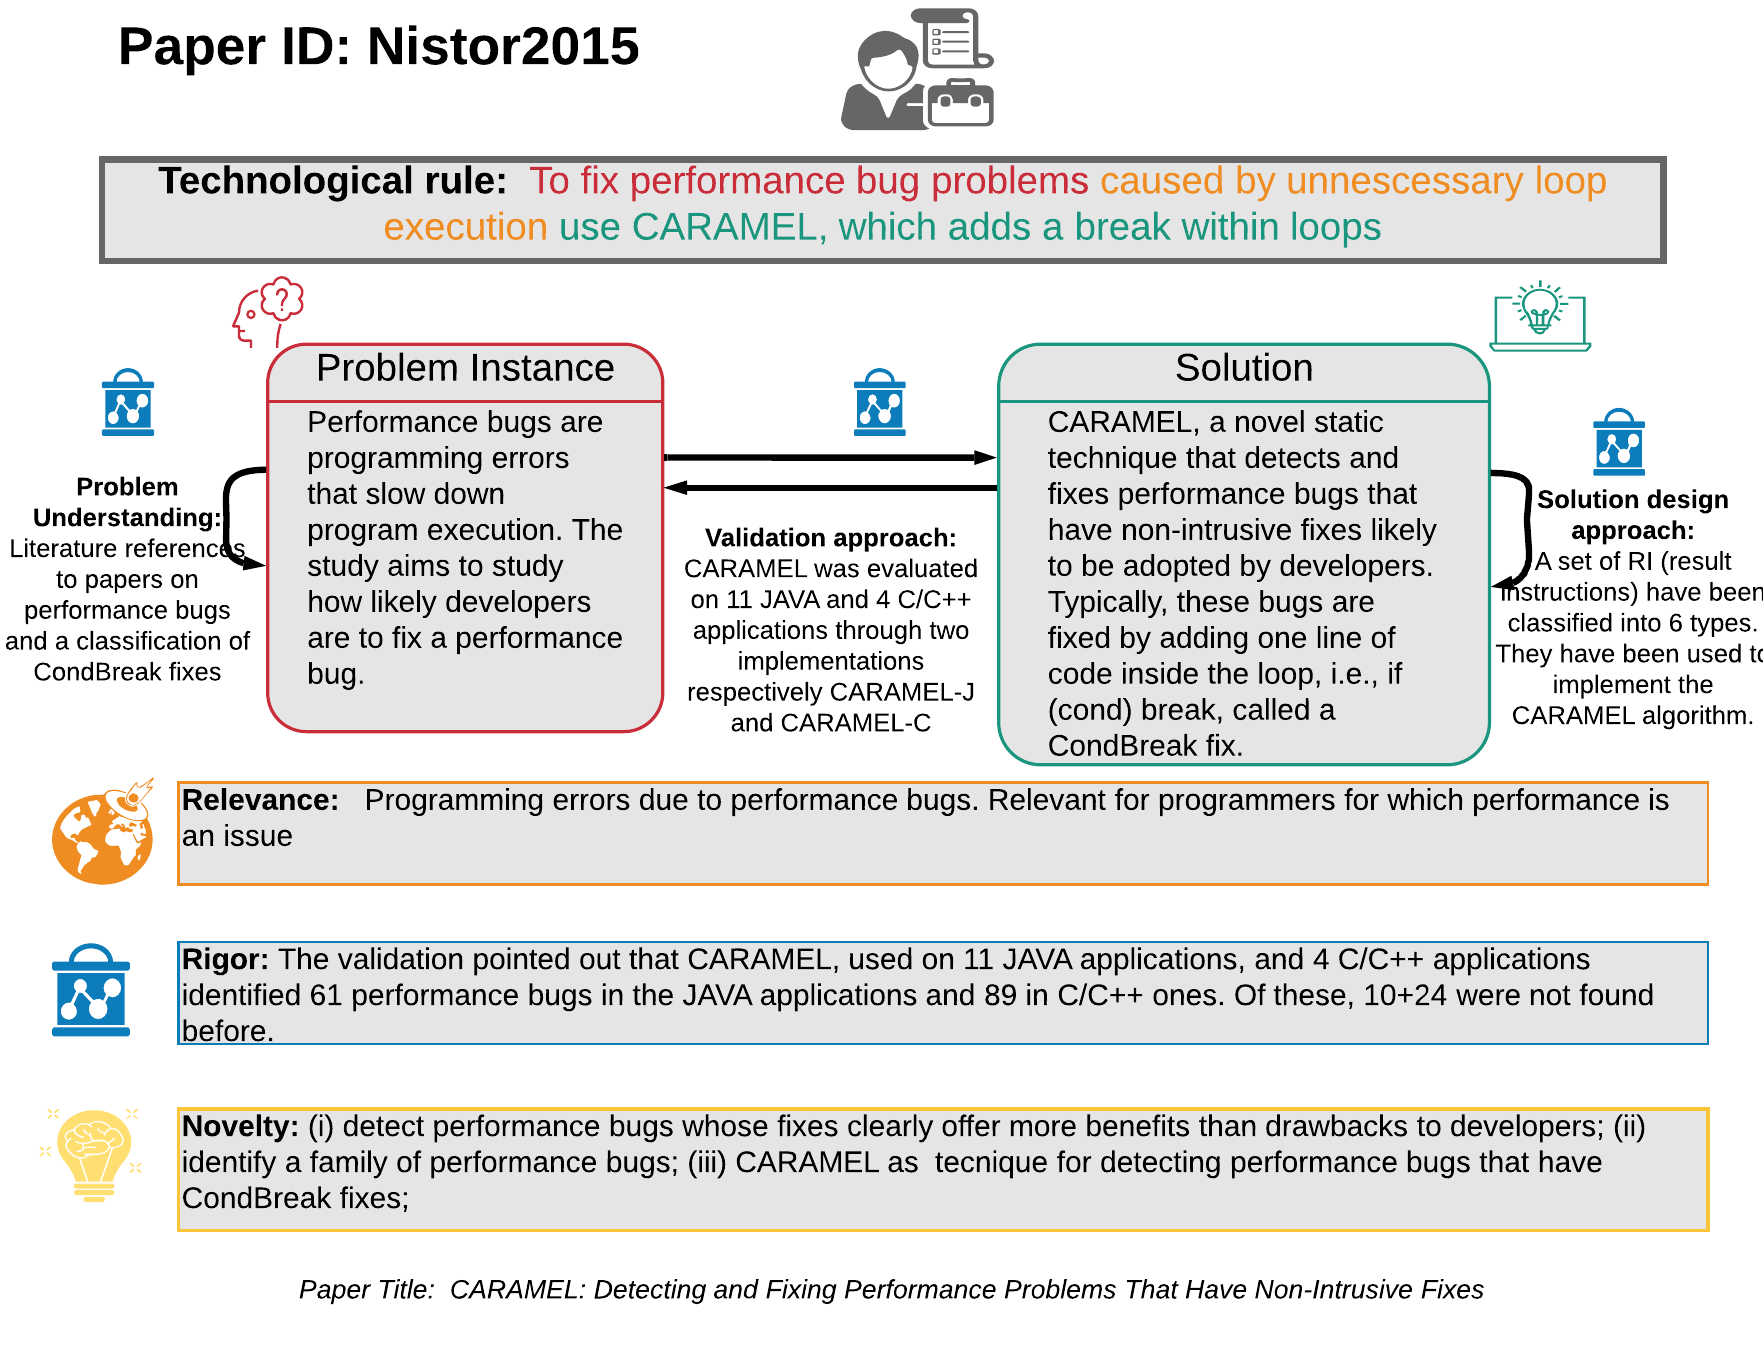 Paper ID: Nistor2015
Technological rule:  To fix performance bug problems caused by unnescessary loop
execution use CARAMEL, which adds a break within loops
Problem
Understanding:
Literature references
to papers on
performance bugs
and a classification of
CondBreak fixes
Problem Instance
Performance bugs are
programming errors
that slow down
program execution. The
study aims to study
how likely developers
are to fix a performance
bug.
Validation approach:
CARAMEL was evaluated
on 11 JAVA and 4 C/C++
applications through two
implementations
respectively CARAMEL-J
and CARAMEL-C
Solution
CARAMEL, a novel static
technique that detects and
fixes performance bugs that
have non-intrusive fixes likely
to be adopted by developers.
Typically, these bugs are
fixed by adding one line of
code inside the loop, i.e., if
(cond) break, called a
CondBreak fix.
Solution design
approach:
A set of RI (result
instructions) have been
classified into 6 types.
They have been used to
implement the
CARAMEL algorithm.
Relevance:   Programming errors due to performance bugs. Relevant for programmers for which performance is
an issue
Rigor: The validation pointed out that CARAMEL, used on 11 JAVA applications, and 4 C/C++ applications
identified 61 performance bugs in the JAVA applications and 89 in C/C++ ones. Of these, 10+24 were not found
before.
Novelty: (i) detect performance bugs whose fixes clearly offer more benefits than drawbacks to developers; (ii)
identify a family of performance bugs; (iii) CARAMEL as  tecnique for detecting performance bugs that have
CondBreak fixes;
Paper Title:  CARAMEL: Detecting and Fixing Performance Problems That Have Non-Intrusive Fixes